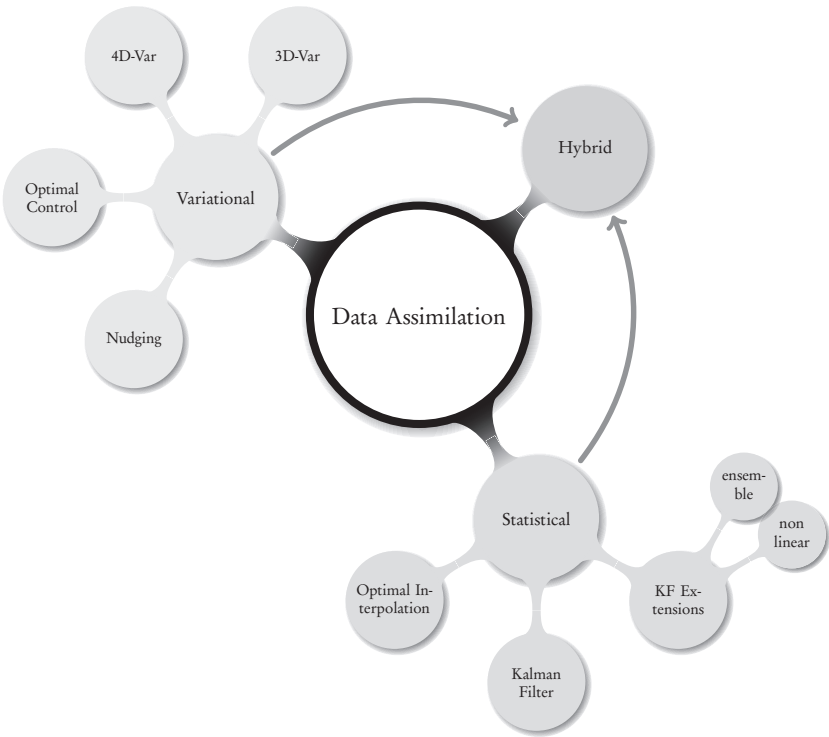 4D-Var
3D-Var
Hybrid
Optimal
Control
Variational
Data Assimilation
Nudging
ensem-
ble
non
linear
Statistical
Optimal In-
terpolation
KF Ex-
tensions
Kalman
Filter